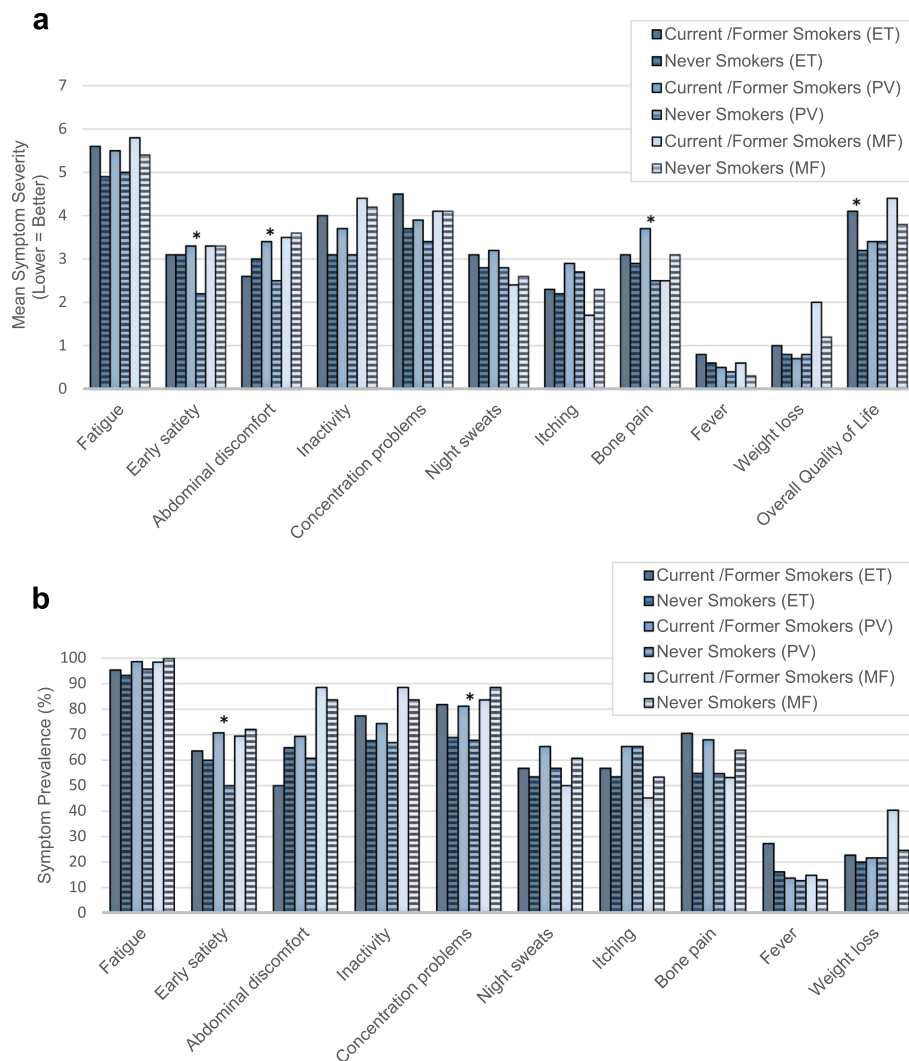 a
Current /Former Smokers (ET)
Never Smokers (ET)
Current /Former Smokers (PV)
Never Smokers (PV)
Current /Former Smokers (MF)
Never Smokers (MF)
Mean Symptom Severity
(Lower = Better)
7
6
5
4
3
2
1
0
*
*
*
*
Fatigue
Early satiety
Abdominal discomfort
Inactivity
Concentration problems
Night sweats
Itching
Bone pain
Fever
Weight loss
Overall Quality of Life
b
Current /Former Smokers (ET)
Never Smokers (ET)
Current /Former Smokers (PV)
Never Smokers (PV)
Current /Former Smokers (MF)
Never Smokers (MF)
Symptom Prevalence (%)
100
90
80
70
60
50
40
30
20
10
0
*
*
Fatigue
Early satiety
Abdominal discomfort
Inactivity
Concentration problems
Night sweats
Itching
Bone pain
Fever
Weight loss